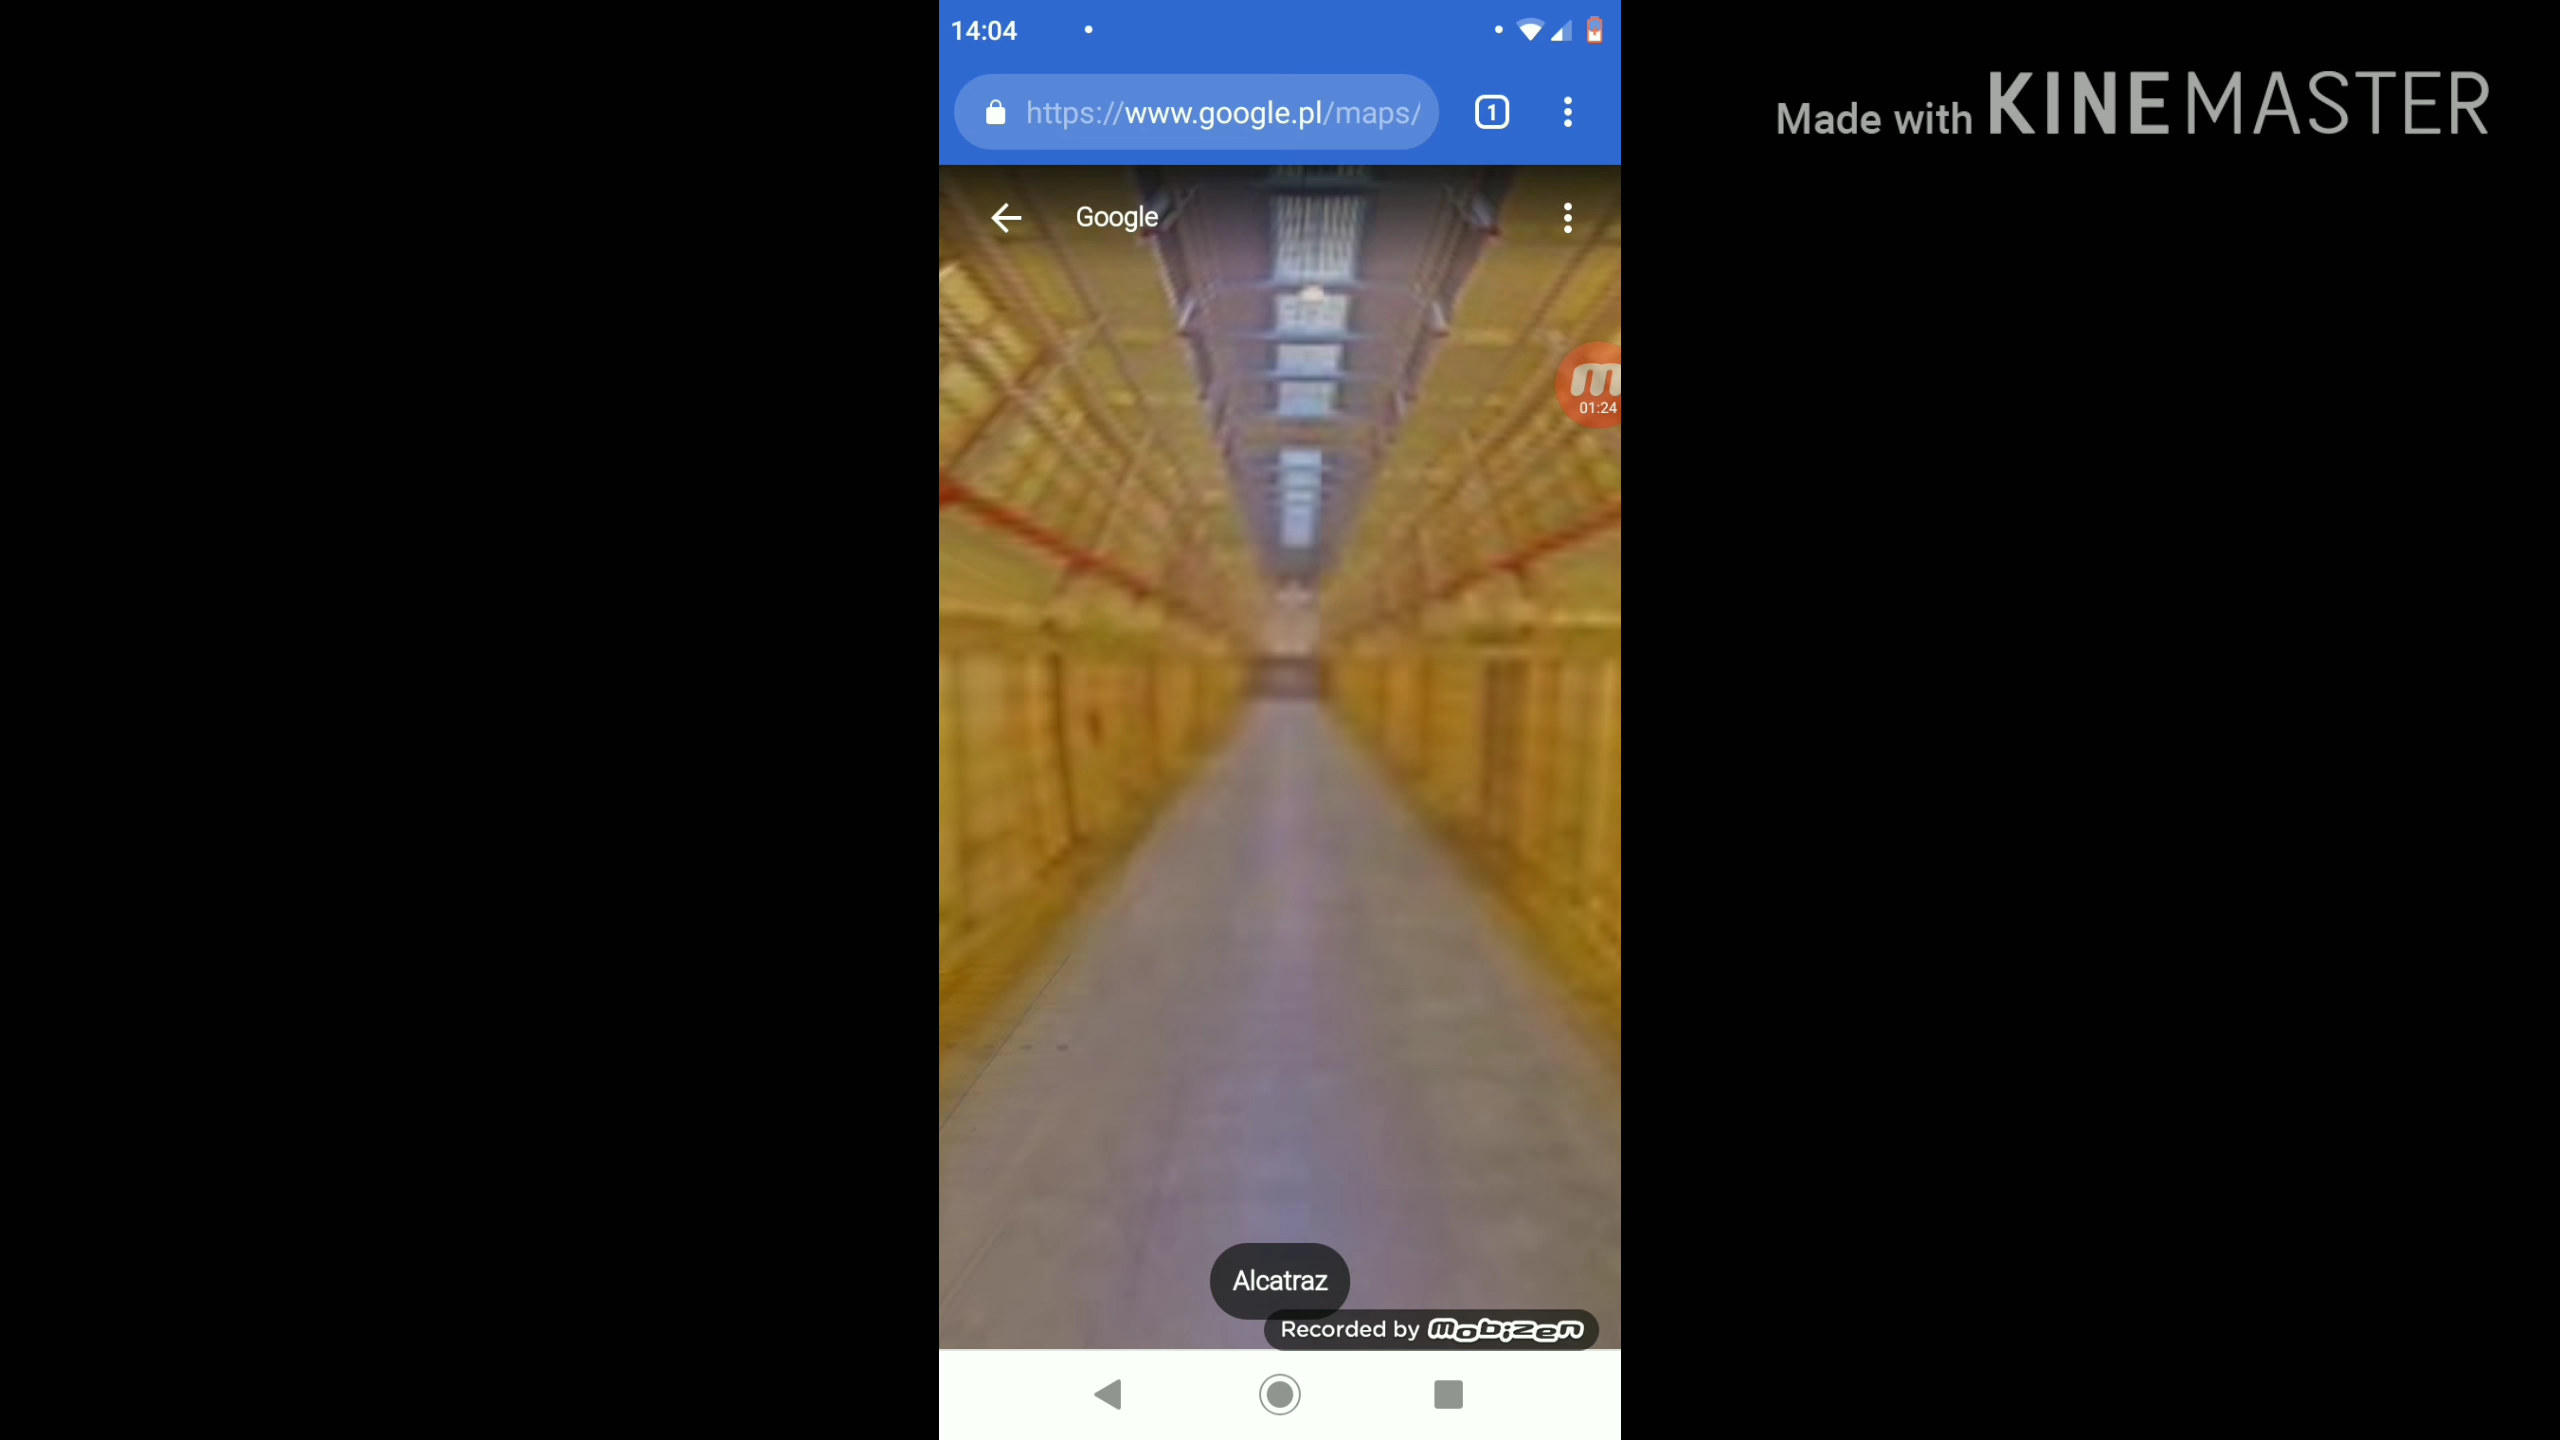 14:04
https://www.google.pl/maps/
1
Made with KINEMASTER
Google
m
01:24
Alcatraz
Recorded by mobizen